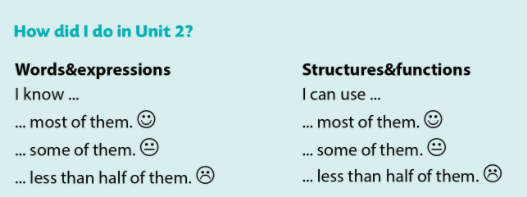 How did I do in Unit 2?
Words&expressions
I know ...
... most of them. ☺
... some of them. 😐
... less than half of them. ☹
Structures&functions
I can use ...
... most of them. ☺
... some of them. 😐
... less than half of them. ☹